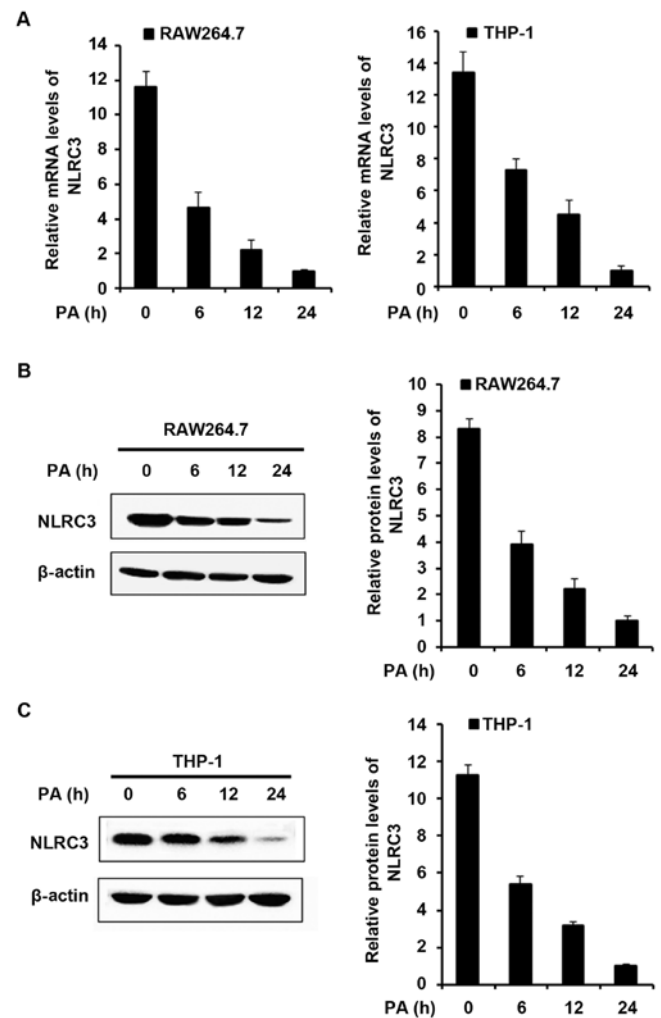 A
RAW264.7
Relative mRNA levels of
NLRC3
14
12
10
8
6
4
2
0
PA (h) 0 6 12 24
THP-1
Relative mRNA levels of
NLRC3
16
14
12
10
8
6
4
2
0
PA (h) 0 6 12 24
B
RAW264.7
PA (h) 0 6 12 24
NLRC3
β-actin
RAW264.7
Relative protein levels of
NLRC3
10
9
8
7
6
5
4
3
2
1
0
PA (h) 0 6 12 24
C
THP-1
PA (h) 0 6 12 24
NLRC3
β-actin
THP-1
Relative protein levels of
NLRC3
14
12
10
8
6
4
2
0
PA (h) 0 6 12 24